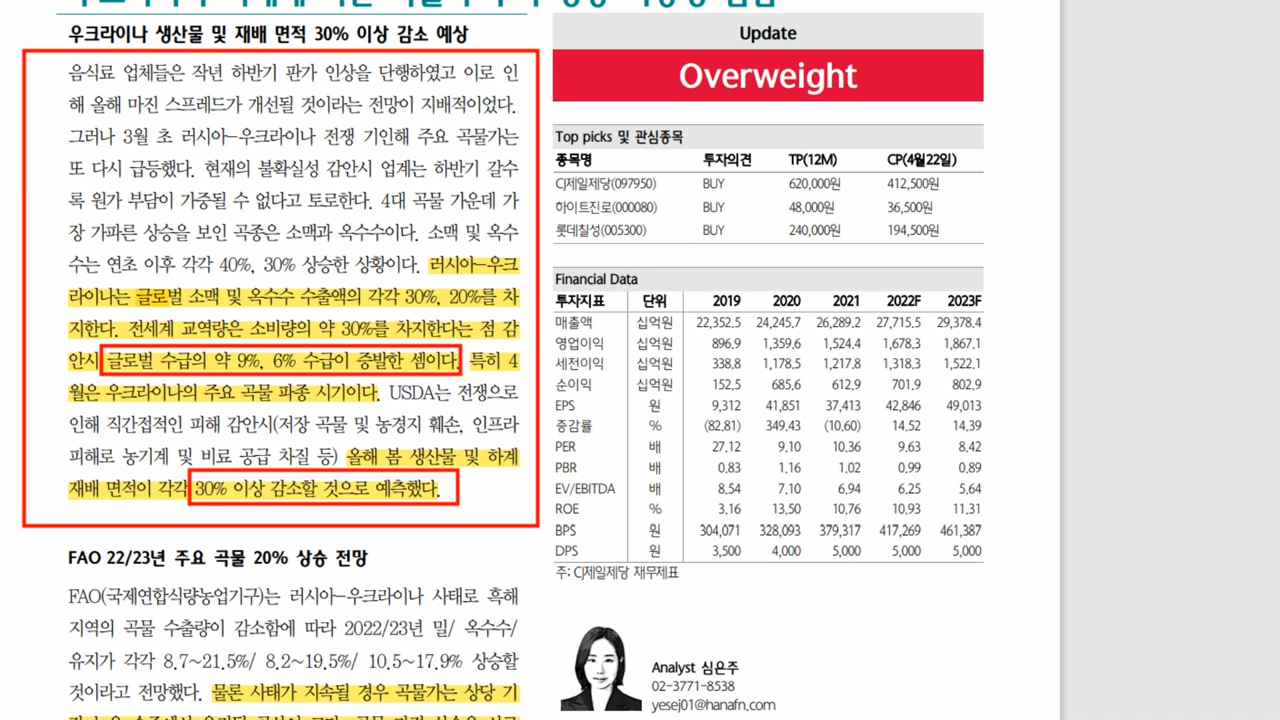 우크라이나 생산물 및 재배 면적 30% 이상 감소 예상
음식료 업체들은 작년 하반기 판가 인상을 단행하였고 이로 인
해 올해 마진 스프레드가 개선될 것이라는 전망이 지배적이었다.
그러나 3월 초 러시아-우크라이나 전쟁 기인해 주요 곡물가는
또 다시 급등했다. 현재의 불확실성 감안시 업계는 하반기 갈수
록 원가 부담이 가중될 수 없다고 토로한다. 4대 곡물 가운데 가
장 가파른 상승을 보인 곡종은 소맥과 옥수수이다. 소맥 및 옥수
수는 연초 이후 각각 40%, 30% 상승한 상황이다. 러시아-우크
라이나는 글로벌 소맥 및 옥수수 수출액의 각각 30%, 20%를 차
지한다. 전세계 교역량은 소비량의 약 30%를 차지한다는 점 감
안시 글로벌 수급의 약 9%, 6% 수급이 증발한 셈이다. 특히 4
월은 우크라이나의 주요 곡물 파종 시기이다. USDA는 전쟁으로
인해 직간접적인 피해 감안시(저장 곡물 및 농경지 훼손, 인프라
피해로 농기계 및 비료 공급 차질 등) 올해 봄 생산물 및 하계
재배 면적이 각각 30% 이상 감소할 것으로 예측했다.
FAO 22/23년 주요 곡물 20% 상승 전망
FAO(국제연합식량농업기구)는 러시아-우크라이나 사태로 흑해
지역의 곡물 수출량이 감소함에 따라 2022/23년 밀/ 옥수수/
유지가 각각 8.7~21.5%/ 8.2~19.5%/ 10.5~17.9% 상승할
것이라고 전망했다. 물론 사태가 지속될 경우 곡물가는 상당 기
Update
Overweight
Top picks 및 관심종목
종목명 투자의견 TP(12M) CP(4월22일)
CJ제일제당(097950) BUY 620,000원 412,500원
하이트진로(000080) BUY 48,000원 36,500원
롯데칠성(005300) BUY 240,000원 194,500원
Financial Data
투자지표 단위 2019 2020 2021 2022F 2023F
매출액 십억원 22,352.5 24,245.7 26,289.2 27,715.5 29,378.4
영업이익 십억원 896.9 1,359.6 1,524.4 1,678.3 1,867.1
세전이익 십억원 338.8 1,178.5 1,217.8 1,318.3 1,522.1
순이익 십억원 152.5 685.6 612.9 701.9 802.9
EPS 원 9,312 41,851 37,413 42,846 49,013
증감률 % (82.81) 349.43 (10.60) 14.52 14.39
PER 배 27.12 9.10 10.36 9.63 8.42
PBR 배 0.83 1.16 1.02 0.99 0.89
EV/EBITDA 배 8.54 7.10 6.94 6.25 5.64
ROE % 3.16 13.50 10.76 10.93 11.31
BPS 원 304,071 328,093 379,317 417,269 461,387
DPS 원 3,500 4,000 5,000 5,000 5,000
주: CJ제일제당 재무제표
Analyst 심은주
02-3771-8538
yesej01@hanafn.com